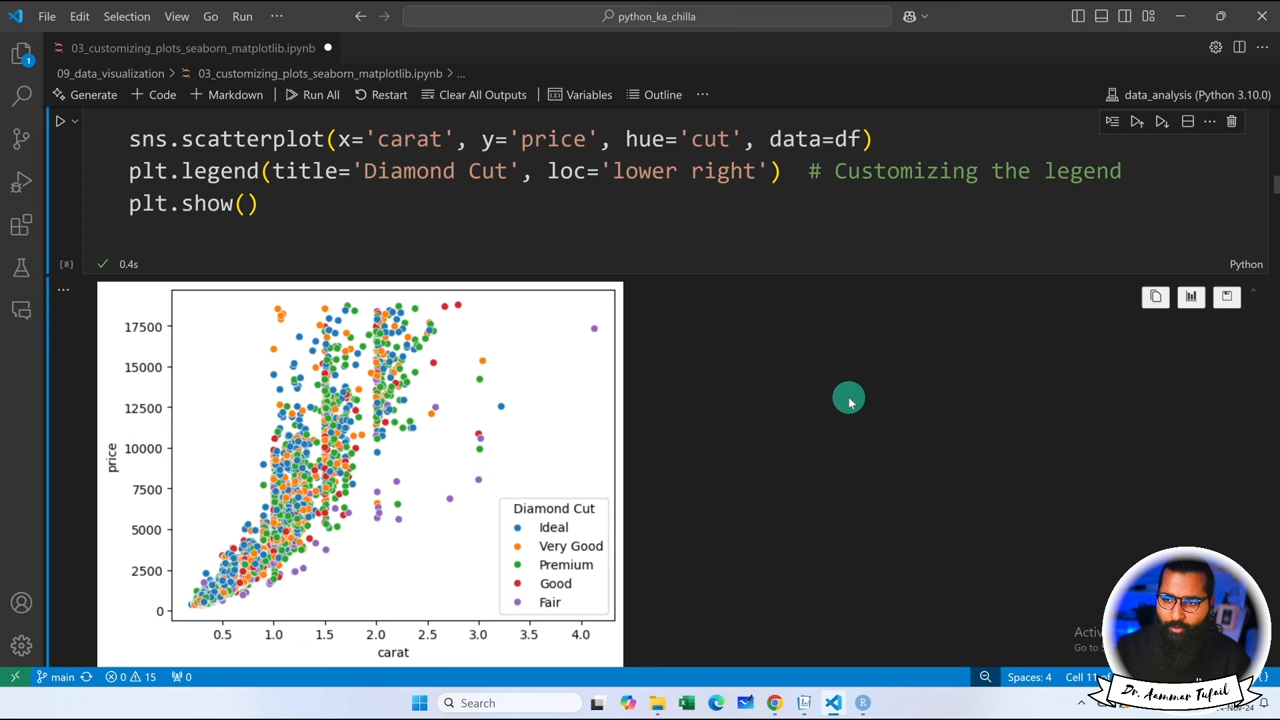 File Edit Selection View Go Run ··· python_ka_chilla
03_customizing_plots_seaborn_matplotlib.ipynb
09_data_visualization > 03_customizing_plots_seaborn_matplotlib.ipynb > ...
Generate + Code + Markdown Run All Restart Clear All Outputs Variables Outline ··· data_analysis (Python 3.10.0)
sns.scatterplot(x='carat', y='price', hue='cut', data=df)
plt.legend(title='Diamond Cut', loc='lower right')  # Customizing the legend
plt.show()
[8] 0.4s Python
17500
15000
12500
10000
price
7500
5000
2500
0
Diamond Cut
Ideal
Very Good
Premium
Good
Fair
0.5 1.0 1.5 2.0 2.5 3.0 3.5 4.0
carat
main 0 15 0 Spaces: 4
Search
Dr. Aammar Tufail